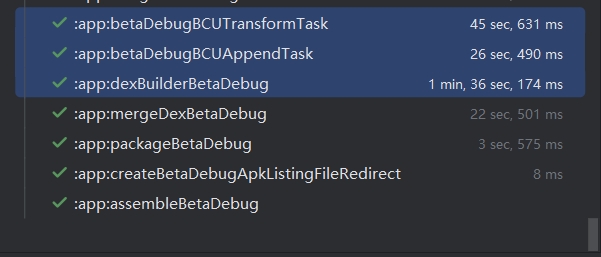 :app:betaDebugBCUTransformTask 45 sec, 631 ms
:app:betaDebugBCUAppendTask 26 sec, 490 ms
:app:dexBuilderBetaDebug 1 min, 36 sec, 174 ms
:app:mergeDexBetaDebug 22 sec, 501 ms
:app:packageBetaDebug 3 sec, 575 ms
:app:createBetaDebugApkListingFileRedirect 8 ms
:app:assembleBetaDebug